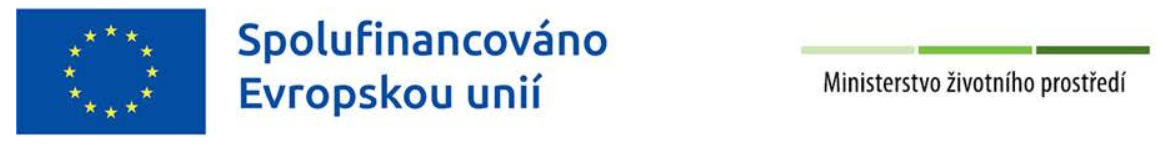 Spolufinancováno
Evropskou unií
Ministerstvo životního prostředí